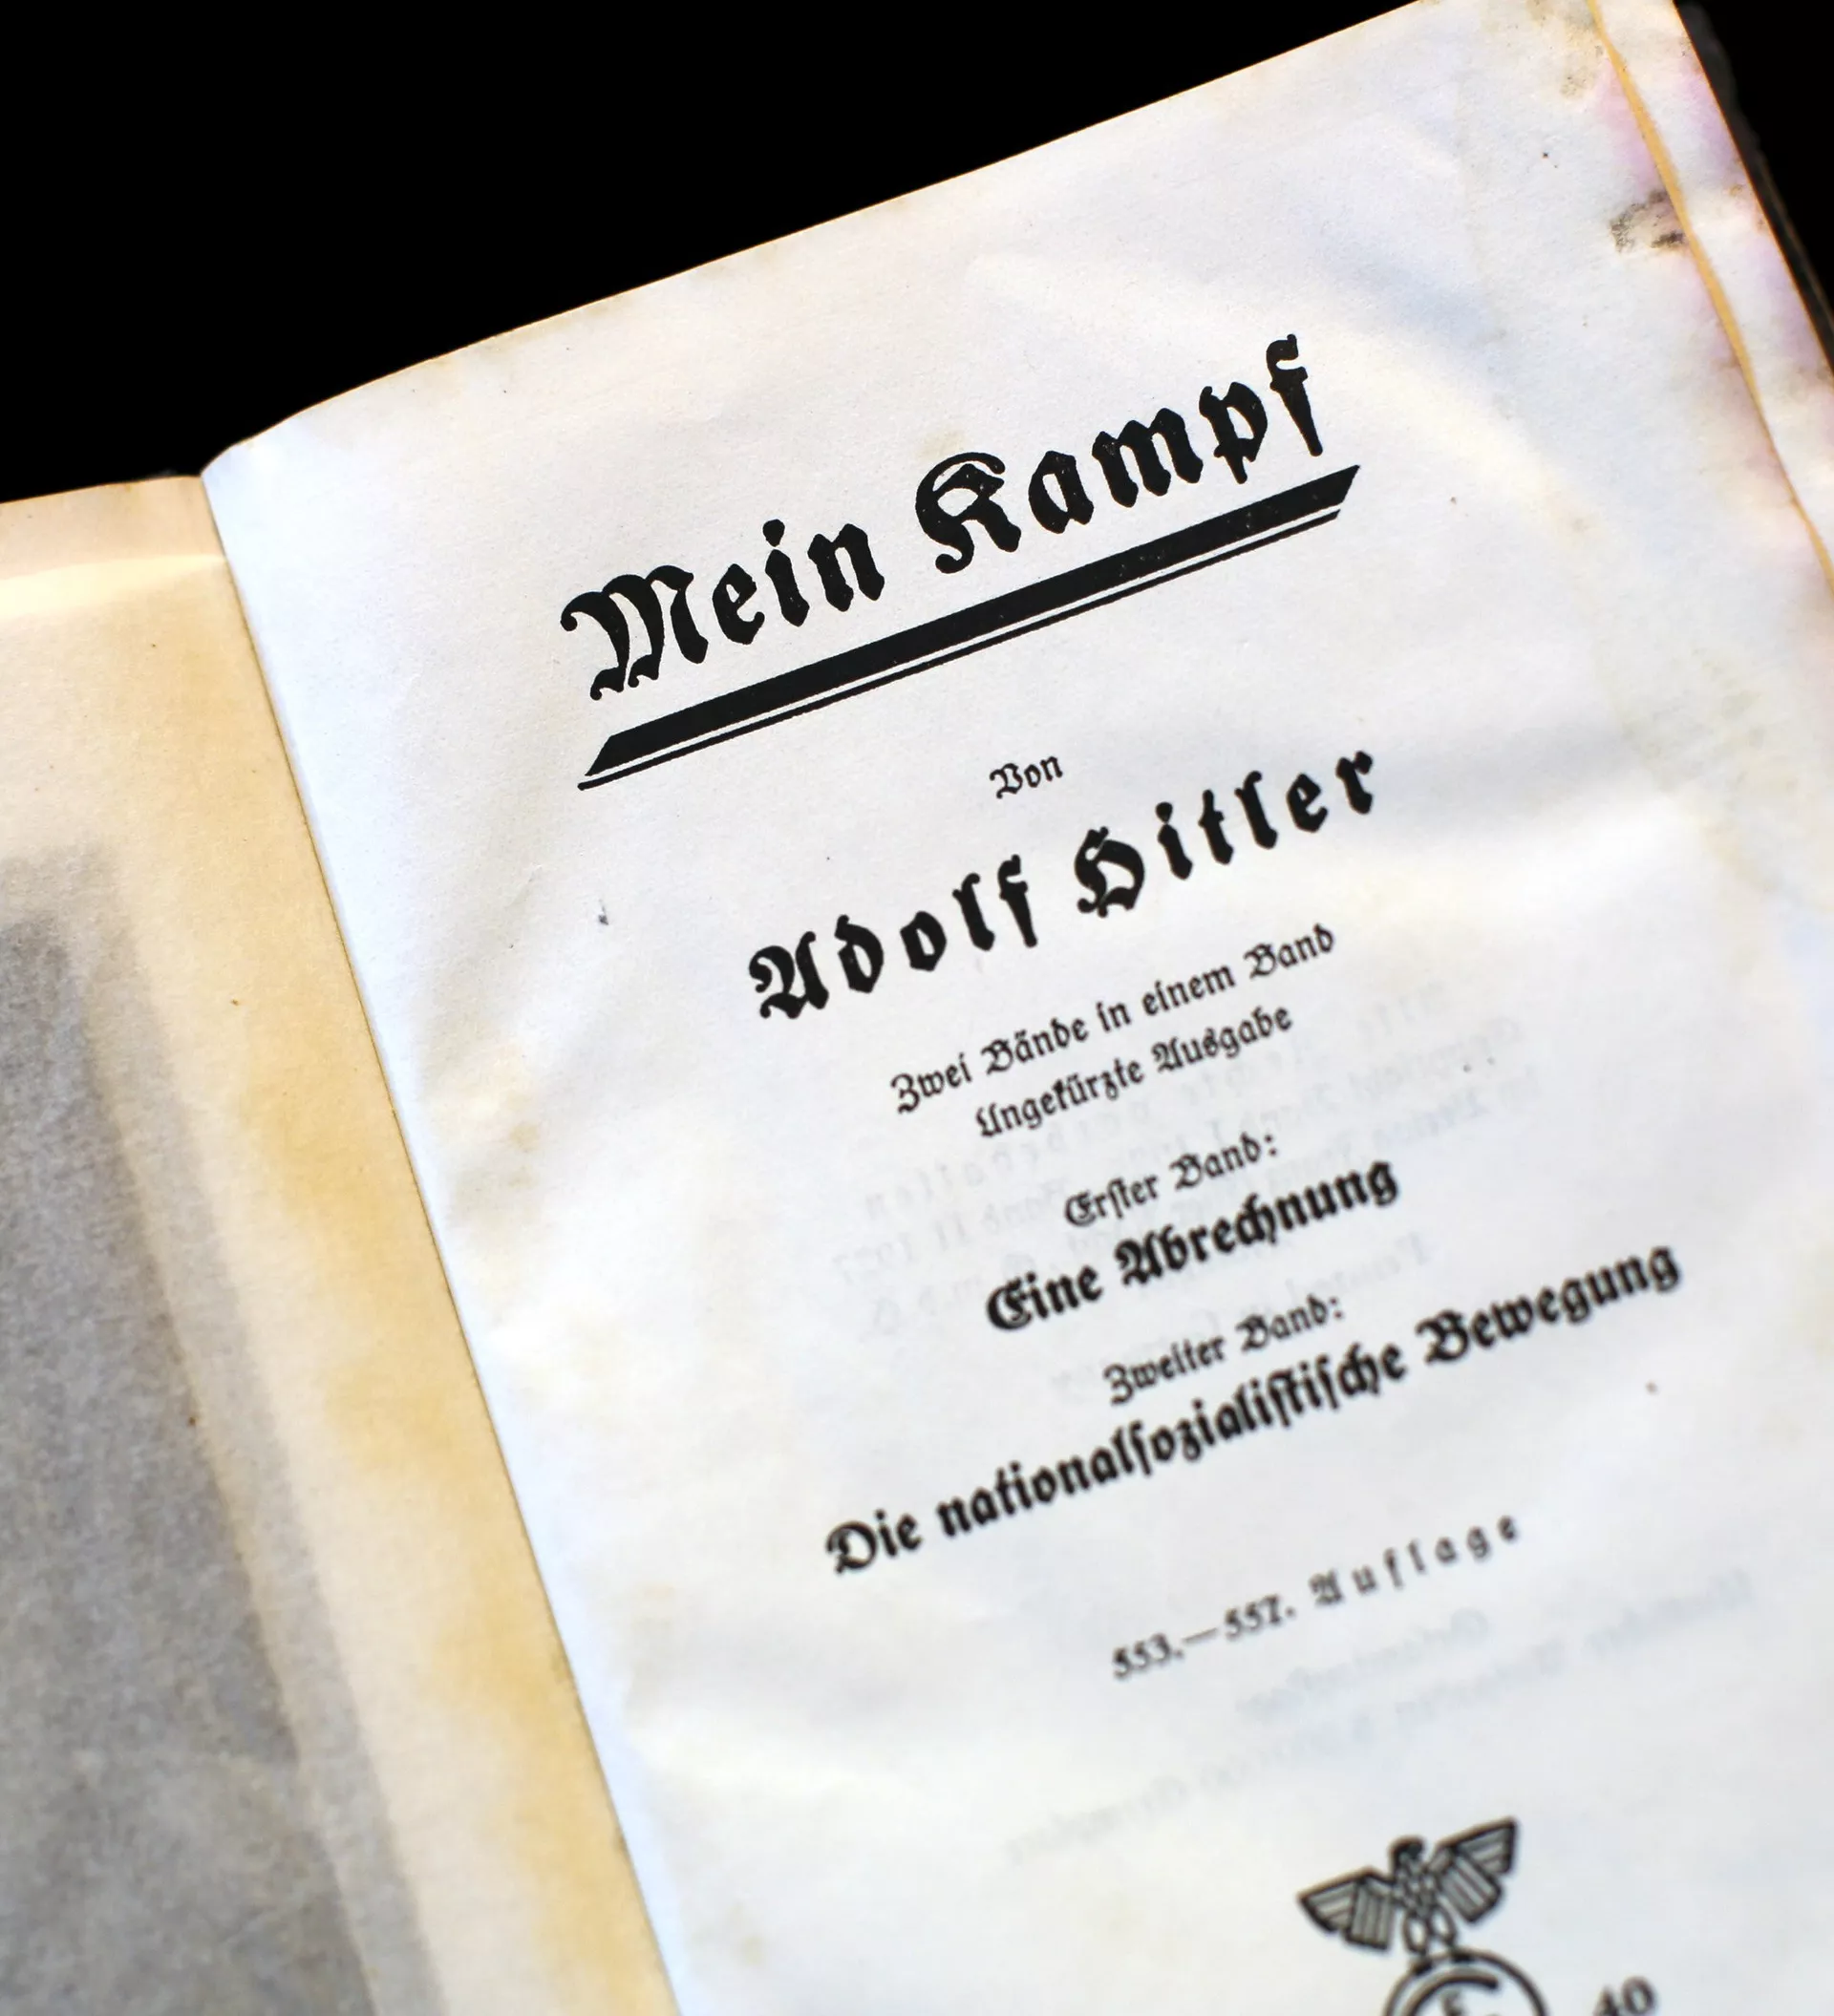 Mein Kampf
Von
Adolf Hitler
Zwei Bände in einem Band
Ungekürzte Ausgabe
Erster Band:
Eine Abrechnung
Zweiter Band:
Die nationalsozialistische Bewegung
553.—557. Auflage
40